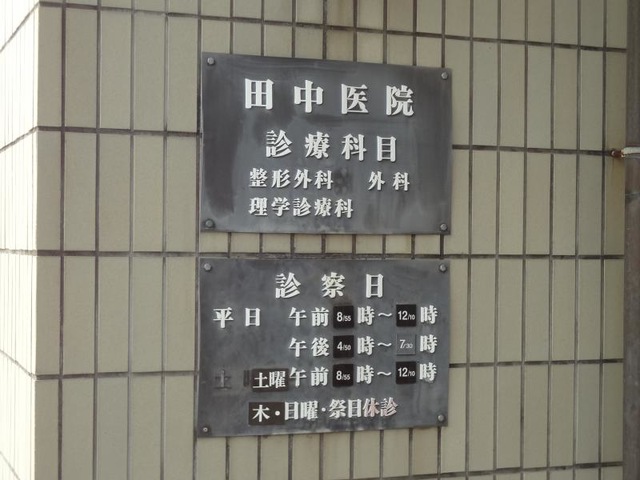 田中医院
診療科目
整形外科 外科
理学診療科
診察日
平日 午前 8/55 時～ 12/10 時
午後 4/50 時～ 7/30 時
土曜 午前 8/55 時～ 12/10 時
木・日曜・祭日休診